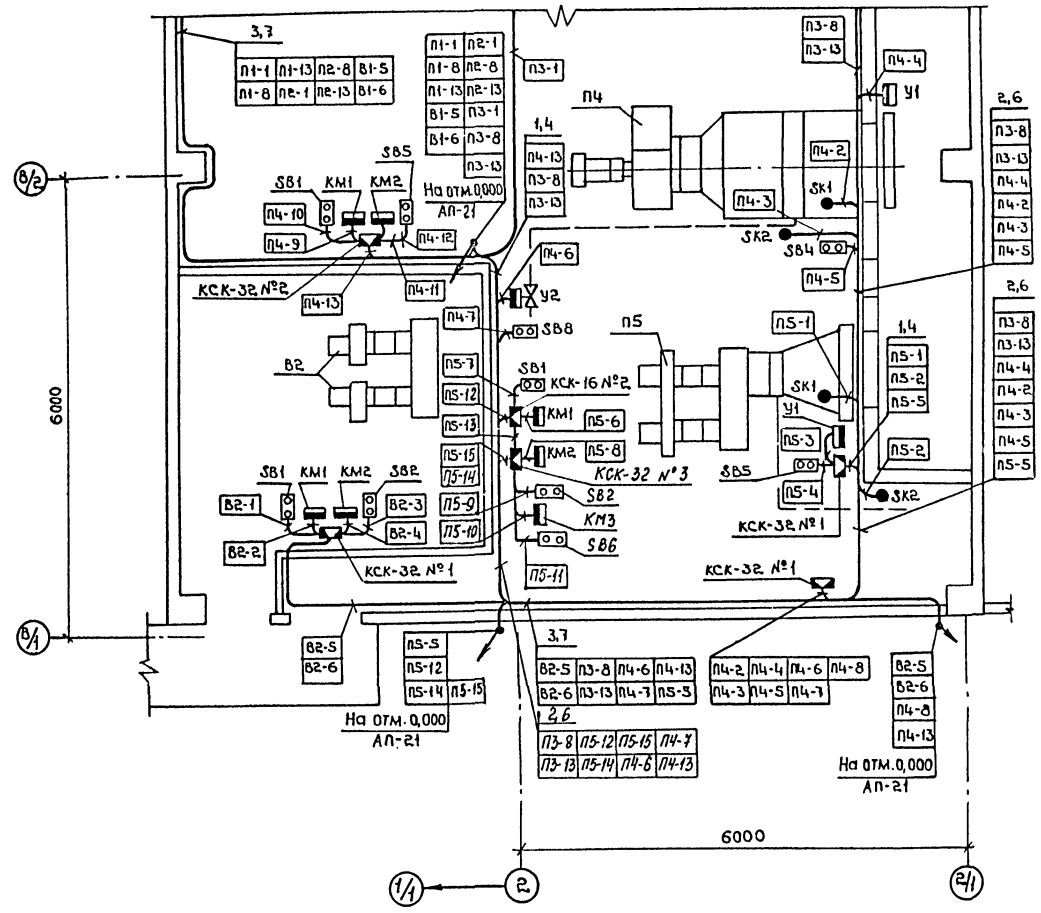 3,7
П1-1 П1-13 П2-8 В1-5
П1-8 П2-1 П2-13 В1-6
П1-1 П2-1
П1-8 П2-8
П1-13 П2-13
В1-5 П3-1
В1-6 П3-8
П3-13
На отм.0,000
АП-21
П3-1
1,4
П4-13
П3-8
П3-13
П4
П3-8
П3-13
П4-4
У1
2,6
П3-8
П3-13
П4-4
П4-2
П4-3
П4-5
В/2
SB1
КМ1
КМ2
SB5
П4-10
П4-9
П4-12
П4-11
П4-13
КСК-32 №2
П4-2
SK1
П4-3
SK2
SB4
П4-5
П4-6
У2
П4-7
SB8
В2
6000
П5
П5-1
SK1
2,6
П3-8
П3-13
П4-4
П4-2
П4-3
П4-5
П5-5
1,4
П5-1
П5-2
П5-5
П5-7
SB1
КСК-16 №2
П5-12
КМ1
П5-6
П5-13
КМ2
П5-8
П5-15
П5-14
КСК-32 №3
П5-9
SB2
П5-10
КМ3
SB6
П5-11
У1
П5-3
SB5
П5-4
П5-2
SK2
КСК-32 №1
КСК-32 №1
SB1
КМ1
КМ2
SB2
В2-1
В2-3
В2-2
В2-4
КСК-32 №1
В/1
В2-5
В2-6
П5-5
П5-12
П5-14 П5-15
На отм.0,000
АП-21
3,7
В2-5 П3-8 П4-6 П4-13
В2-6 П3-13 П4-7 П5-5
2,6
П3-8 П5-12 П5-15 П4-7
П3-13 П5-14 П4-6 П4-13
П4-2 П4-4 П4-6 П4-8
П4-3 П4-5 П4-7
В2-5
В2-6
П4-8
П4-13
На отм.0,000
АП-21
6000
1/1
2
2/1